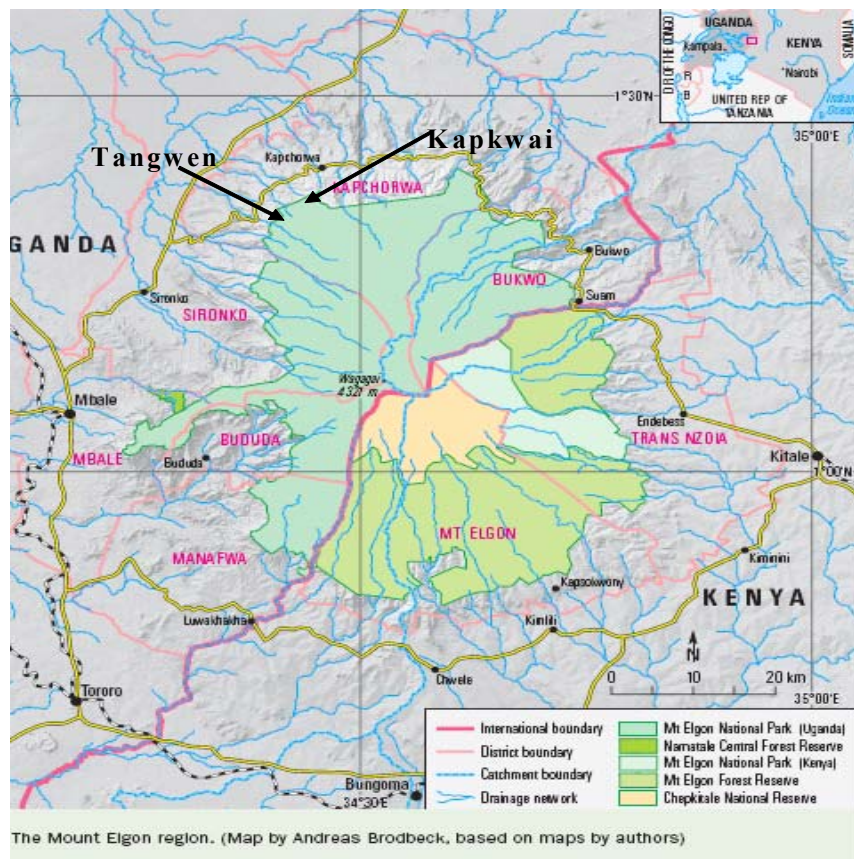 UGANDA
Kampala
KENYA
Nairobi
SOMALIA
D R OF THE CONGO
R
B
UNITED REP OF
TANZANIA
Indian
Ocean
1°30'N
35°00'E
Tangwen
Kapkwai
Kapchorwa
KAPCHORWA
GANDA
Bukwo
BUKWO
Suam
Sironko
SIRONKO
Wagagai
4321 m
Mbale
Endebess
TRANS NZOIA
BUDUDA
MBALE
Bududa
Kitale
1°00'N
MT ELGON
MANAFWA
Kiminini
Kapsokwony
KENYA
Luwakhakha
Kimilili
N
Chwele
0 10 20 km
Tororo
35°00'E
Bungoma
34°30'E
International boundary
District boundary
Catchment boundary
Drainage network
Mt Elgon National Park (Uganda)
Namatale Central Forest Reserve
Mt Elgon National Park (Kenya)
Mt Elgon Forest Reserve
Chepkitale National Reserve
The Mount Elgon region. (Map by Andreas Brodbeck, based on maps by authors)